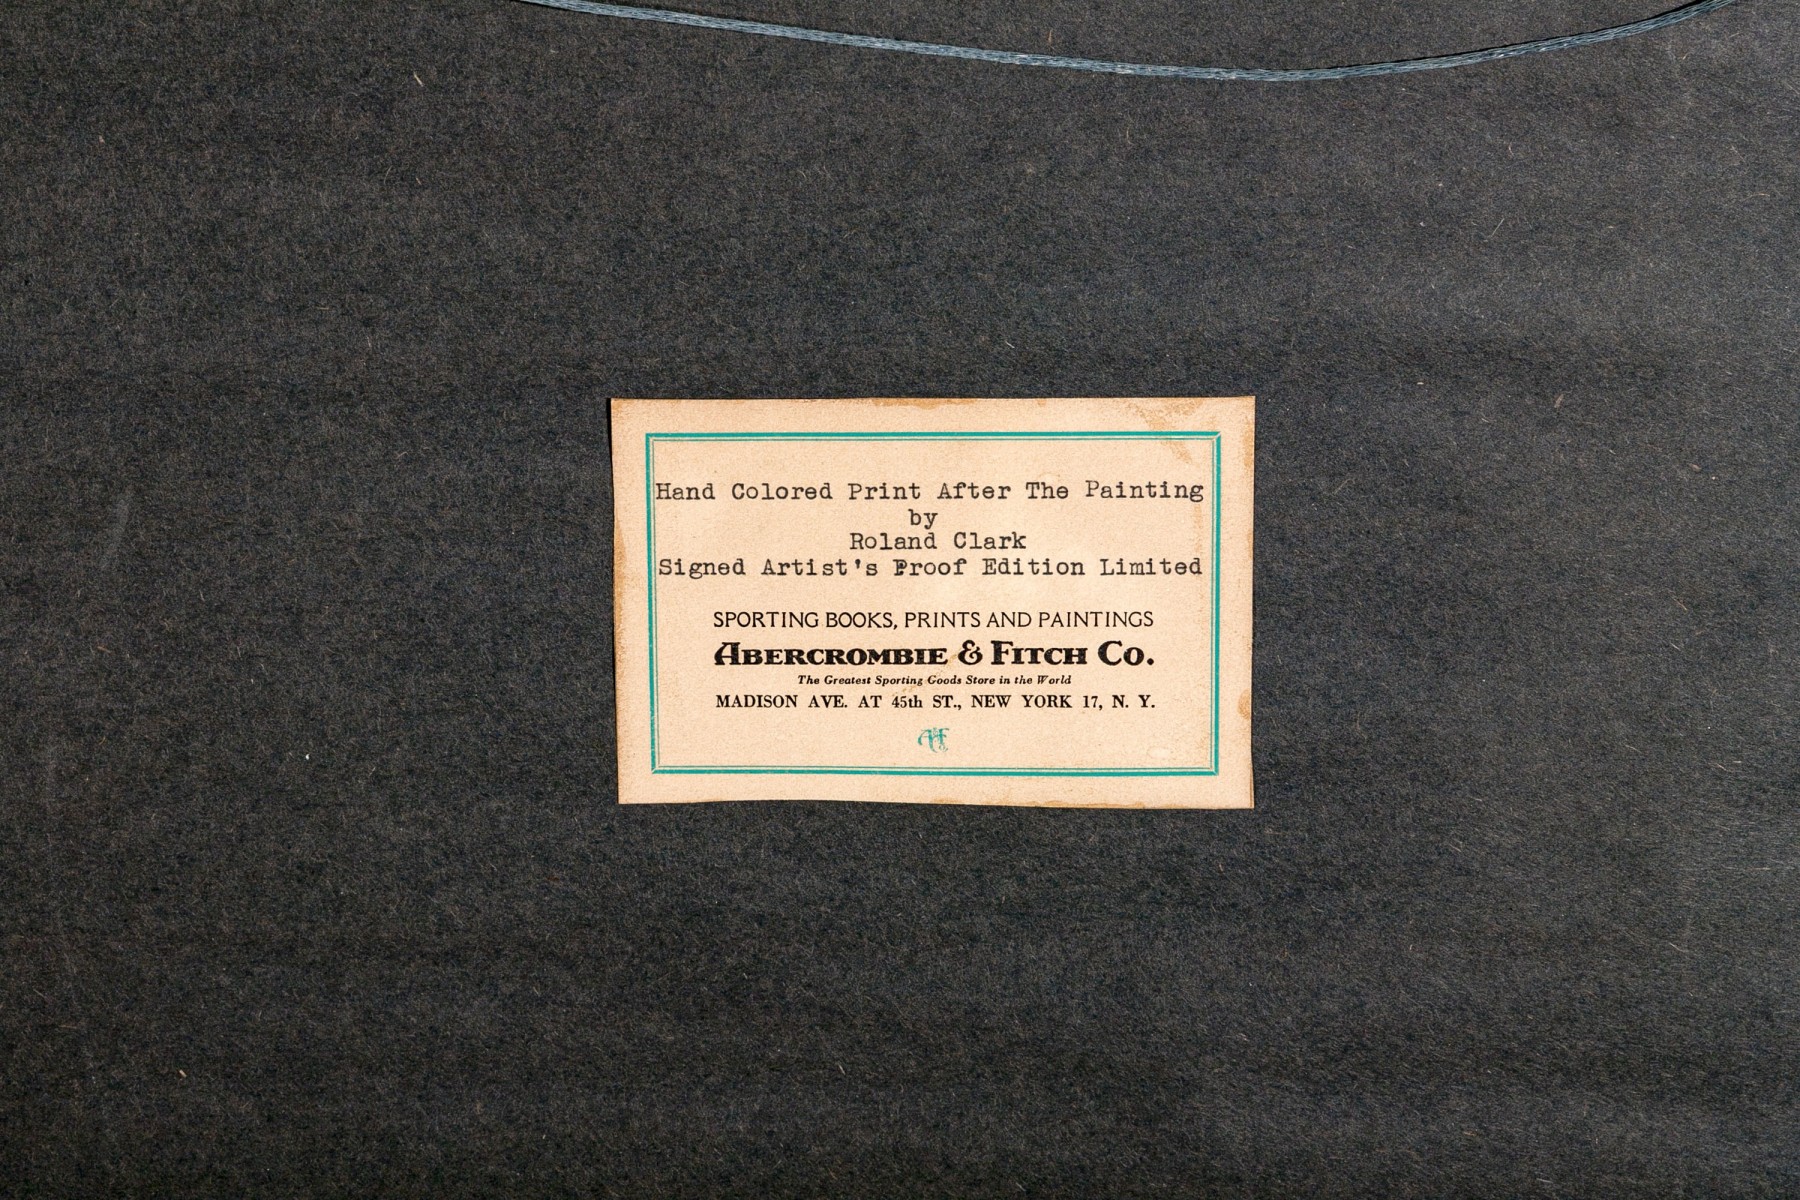 Hand Colored Print After The Painting
by
Roland Clark
Signed Artist's Proof Edition Limited
SPORTING BOOKS, PRINTS AND PAINTINGS
ABERCROMBIE & FITCH CO.
The Greatest Sporting Goods Store in the World
MADISON AVE. AT 45th ST., NEW YORK 17, N. Y.
A&F